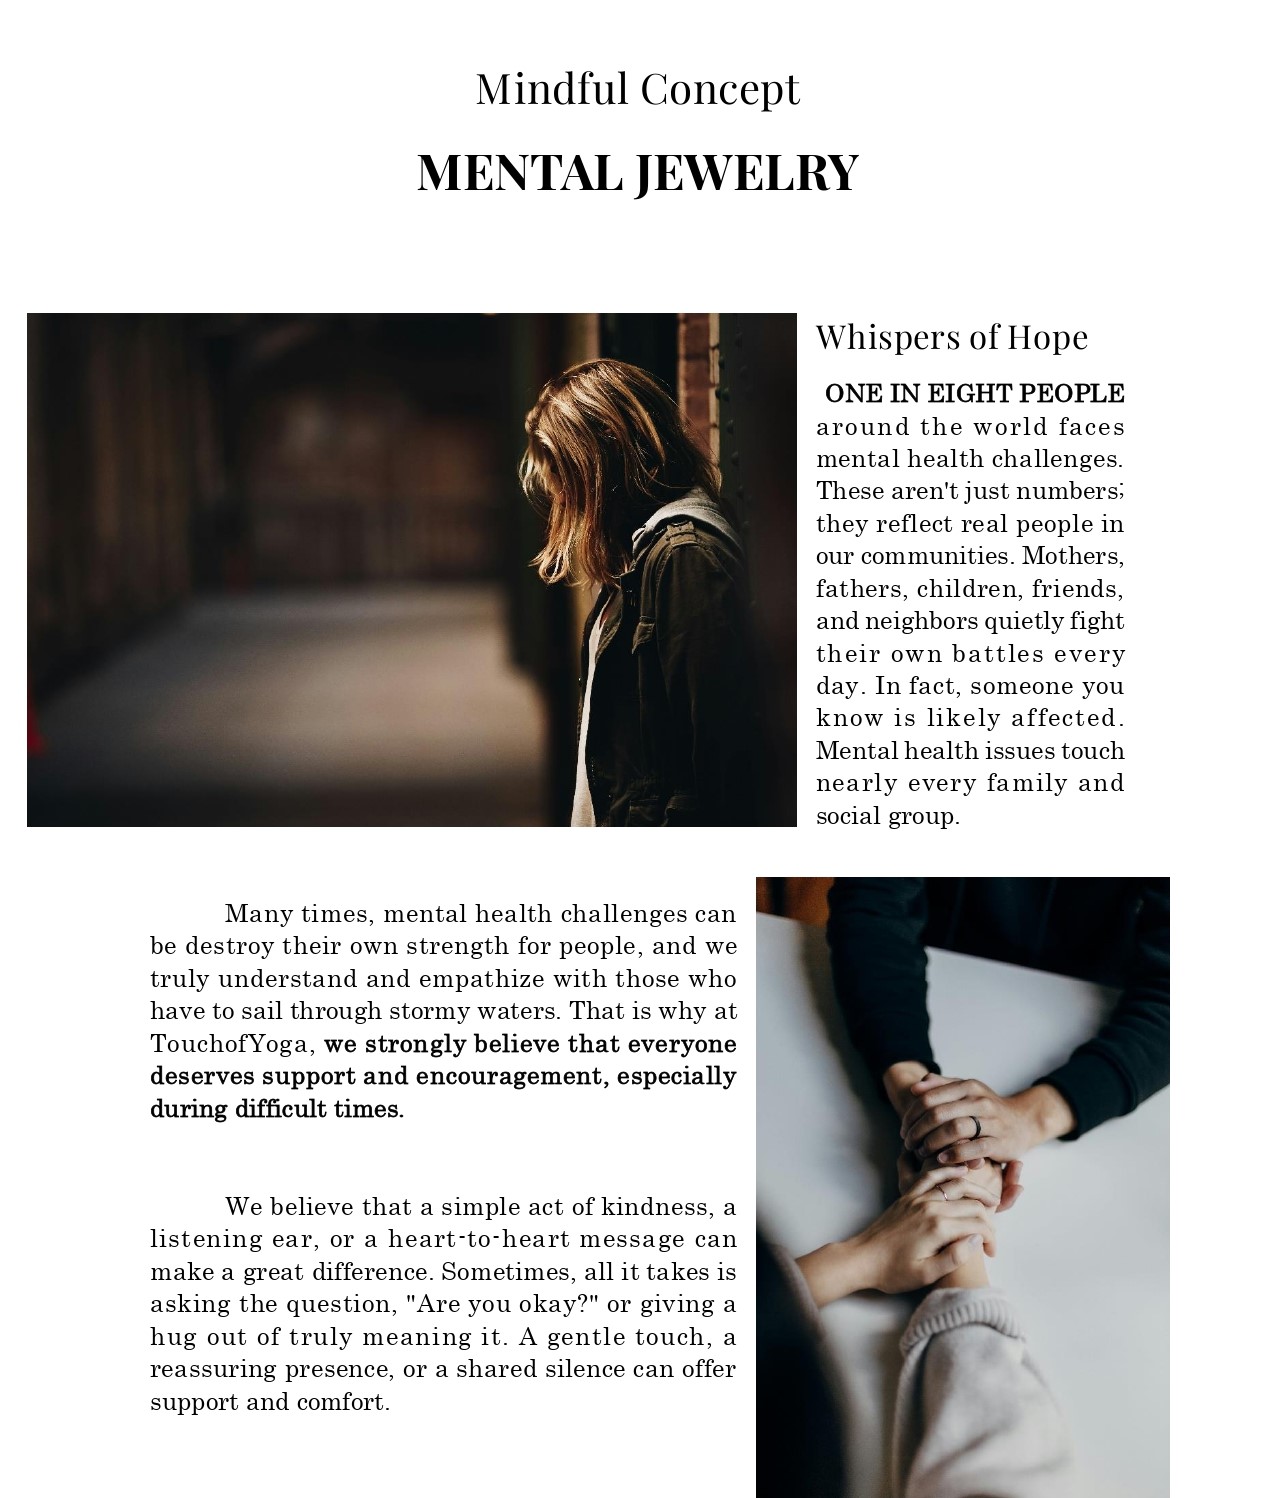 Mindful Concept
MENTAL JEWELRY
Whispers of Hope
ONE IN EIGHT PEOPLE
around the world faces
mental health challenges.
These aren't just numbers;
they reflect real people in
our communities. Mothers,
fathers, children, friends,
and neighbors quietly fight
their own battles every
day. In fact, someone you
know is likely affected.
Mental health issues touch
nearly every family and
social group.
Many times, mental health challenges can
be destroy their own strength for people, and we
truly understand and empathize with those who
have to sail through stormy waters. That is why at
TouchofYoga, we strongly believe that everyone
deserves support and encouragement, especially
during difficult times.
We believe that a simple act of kindness, a
listening ear, or a heart-to-heart message can
make a great difference. Sometimes, all it takes is
asking the question, "Are you okay?" or giving a
hug out of truly meaning it. A gentle touch, a
reassuring presence, or a shared silence can offer
support and comfort.